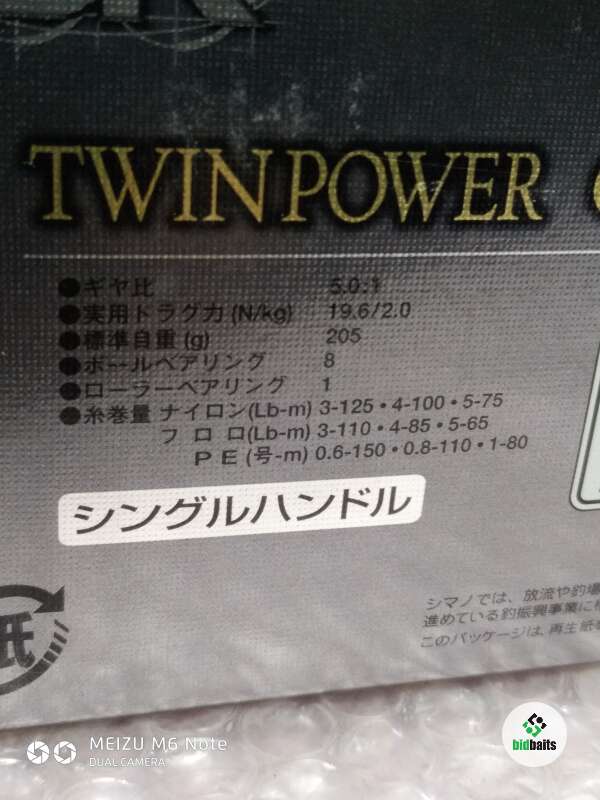 TWINPOWER
●ギヤ比 5.0:1
●実用ドラグ力 (N/kg) 19.6/2.0
●標準自重 (g) 205
●ボールベアリング 8
●ローラーベアリング 1
●糸巻量 ナイロン(Lb-m) 3-125・4-100・5-75
フロロ(Lb-m) 3-110・4-85・5-65
PE(号-m) 0.6-150・0.8-110・1-80
シングルハンドル
紙
シマノでは、放流や釣場
進めている釣振興事業に
このパッケージは、再生紙
MEIZU M6 Note
DUAL CAMERA
bidbaits